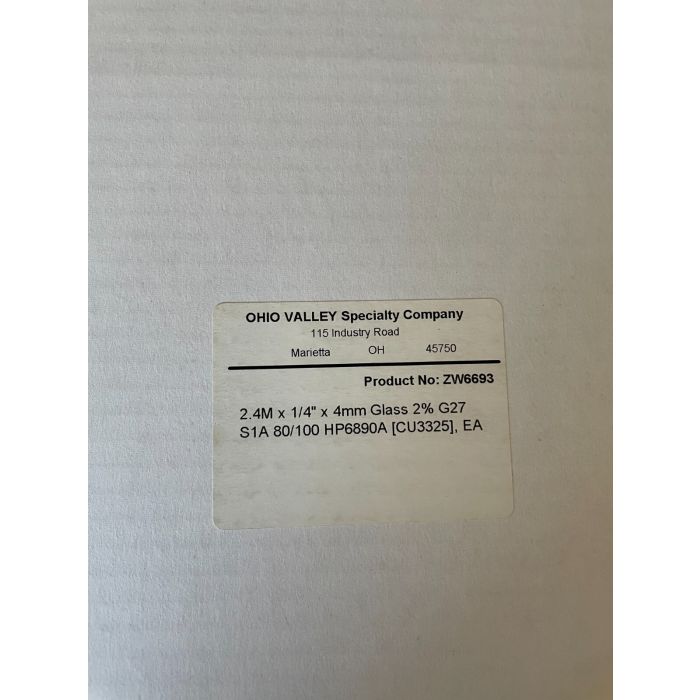 OHIO VALLEY Specialty Company
115 Industry Road
Marietta OH 45750
Product No: ZW6693
2.4M x 1/4" x 4mm Glass 2% G27
S1A 80/100 HP6890A [CU3325], EA